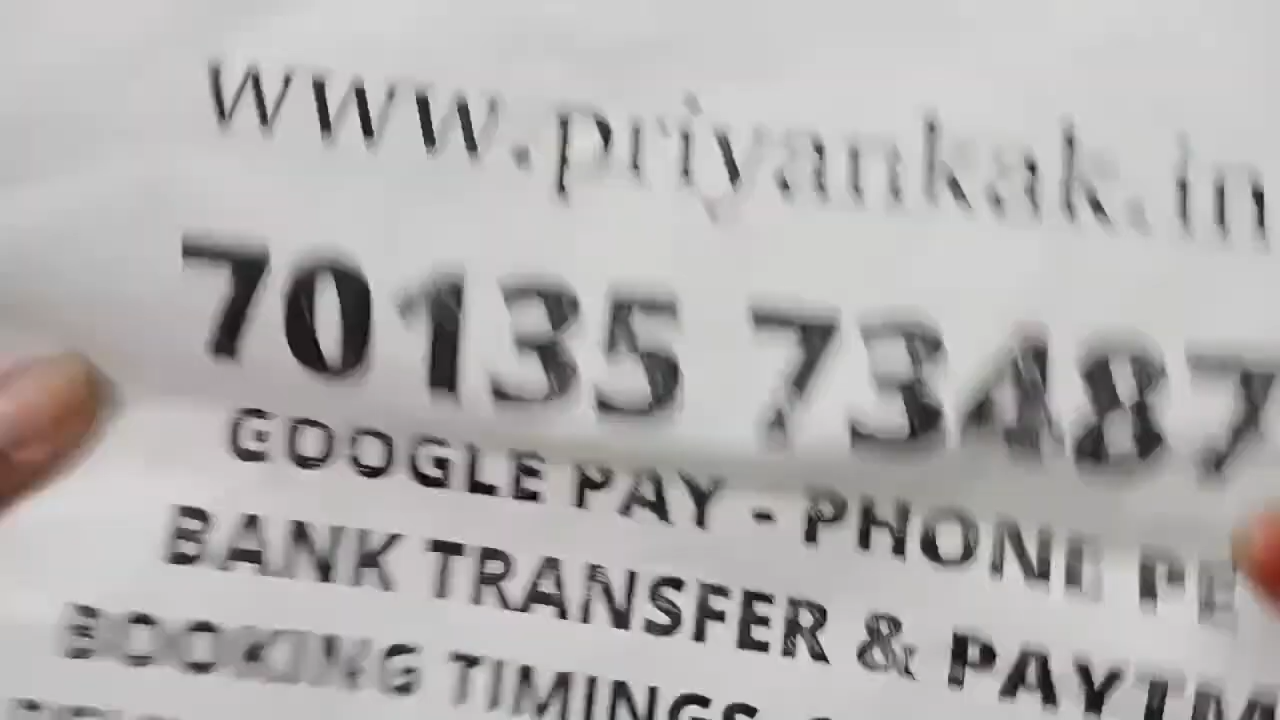 www.priyankak.in
70135 73487
GOOGLE PAY - PHONE PE
BANK TRANSFER & PAYTM
BOOKING TIMINGS